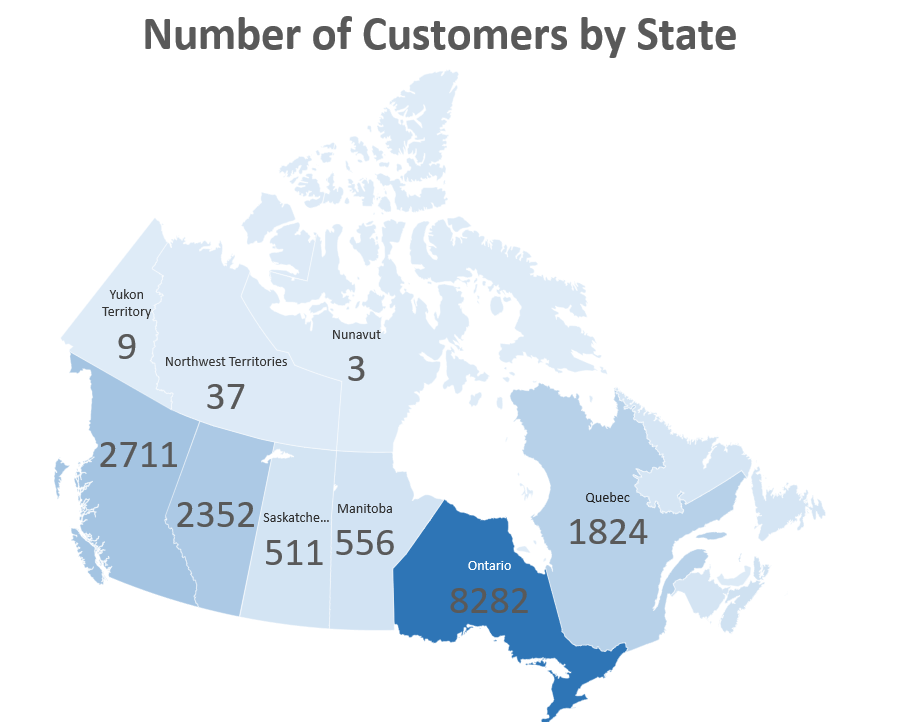 Number of Customers by State
Yukon
Territory
9
Nunavut
3
Northwest Territories
37
2711
2352
Saskatche...
511
Manitoba
556
Ontario
8282
Quebec
1824